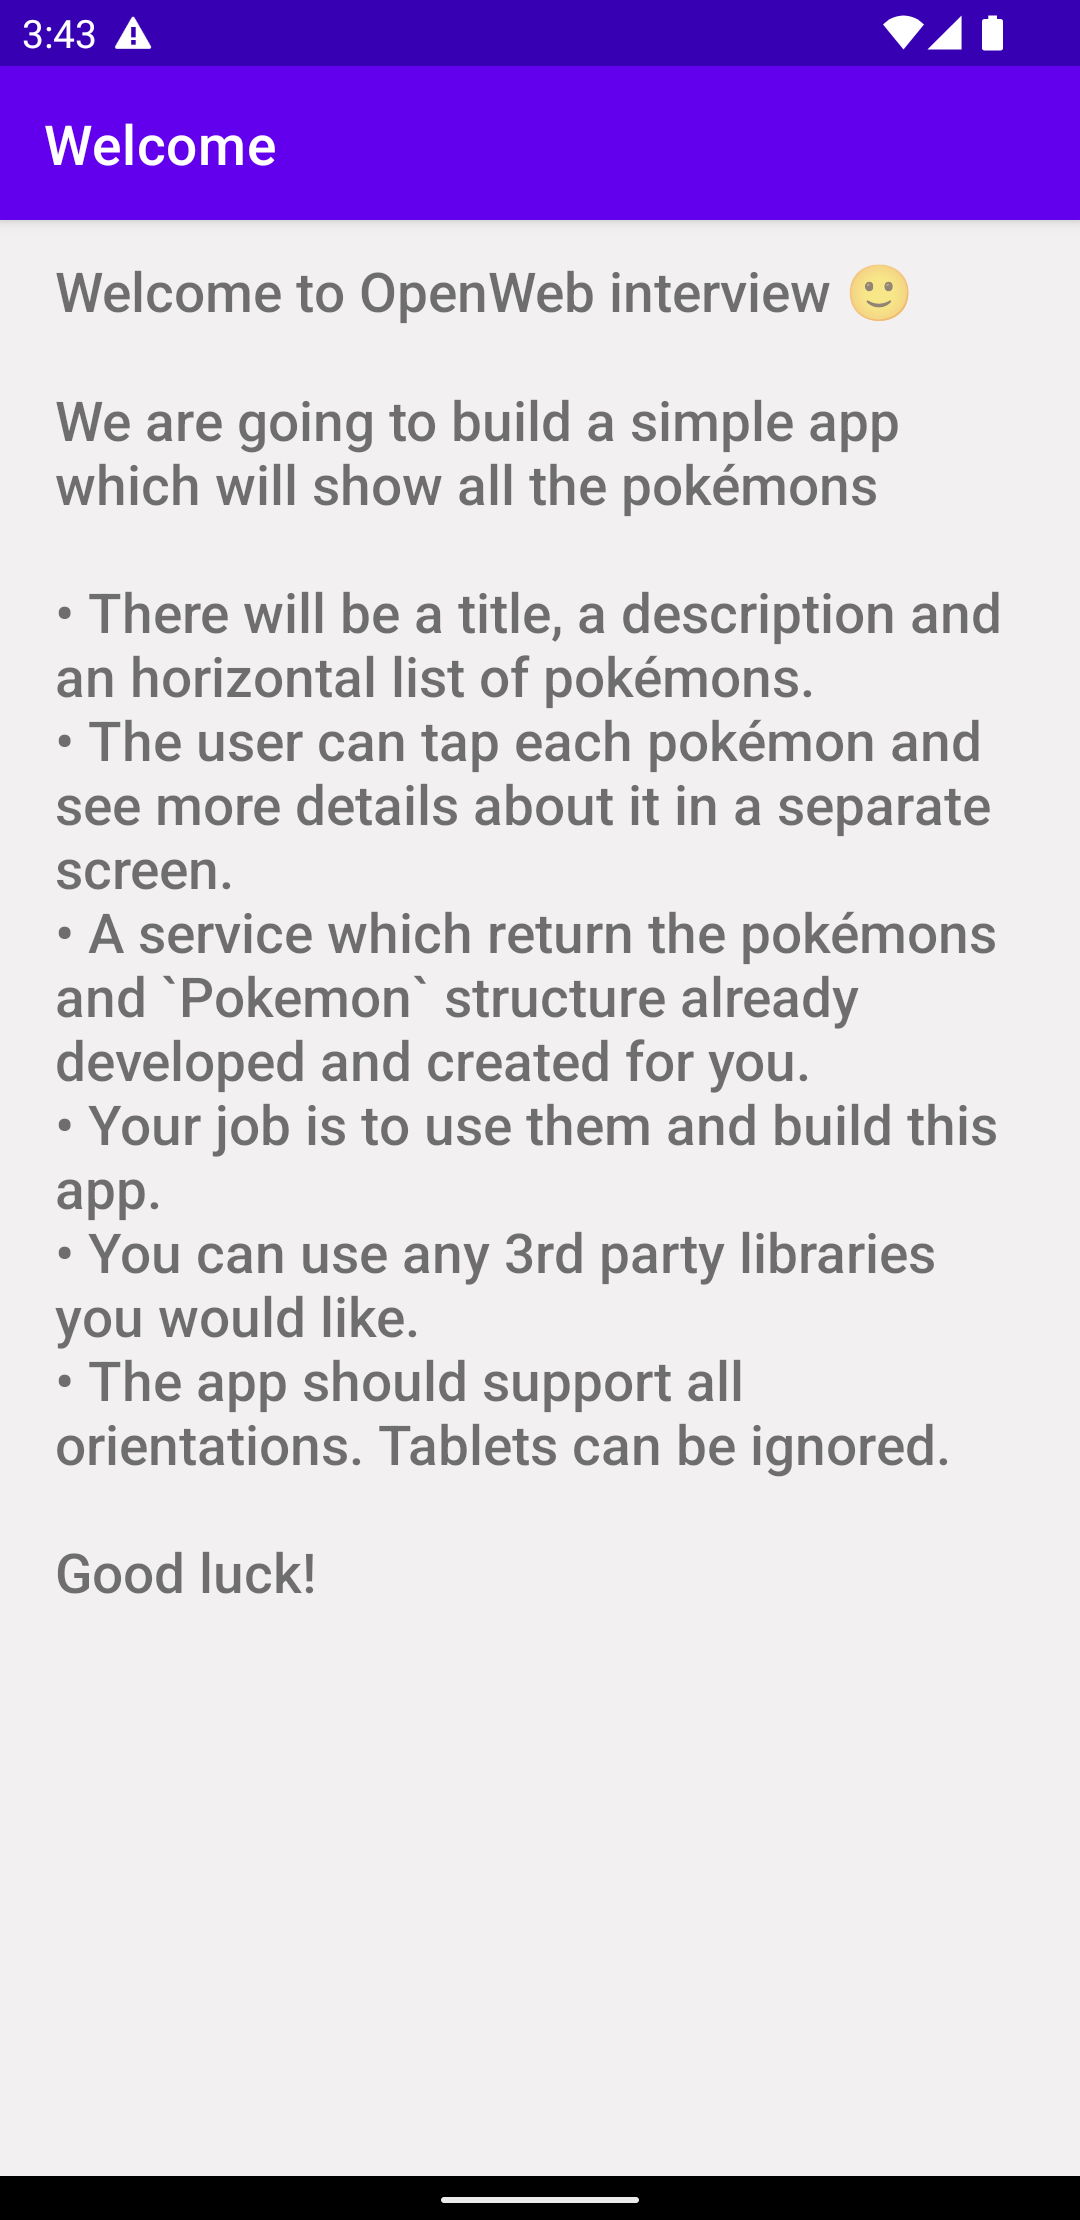 3:43
Welcome
Welcome to OpenWeb interview 🙂
We are going to build a simple app
which will show all the pokémons
• There will be a title, a description and
an horizontal list of pokémons.
• The user can tap each pokémon and
see more details about it in a separate
screen.
• A service which return the pokémons
and `Pokemon` structure already
developed and created for you.
• Your job is to use them and build this
app.
• You can use any 3rd party libraries
you would like.
• The app should support all
orientations. Tablets can be ignored.
Good luck!